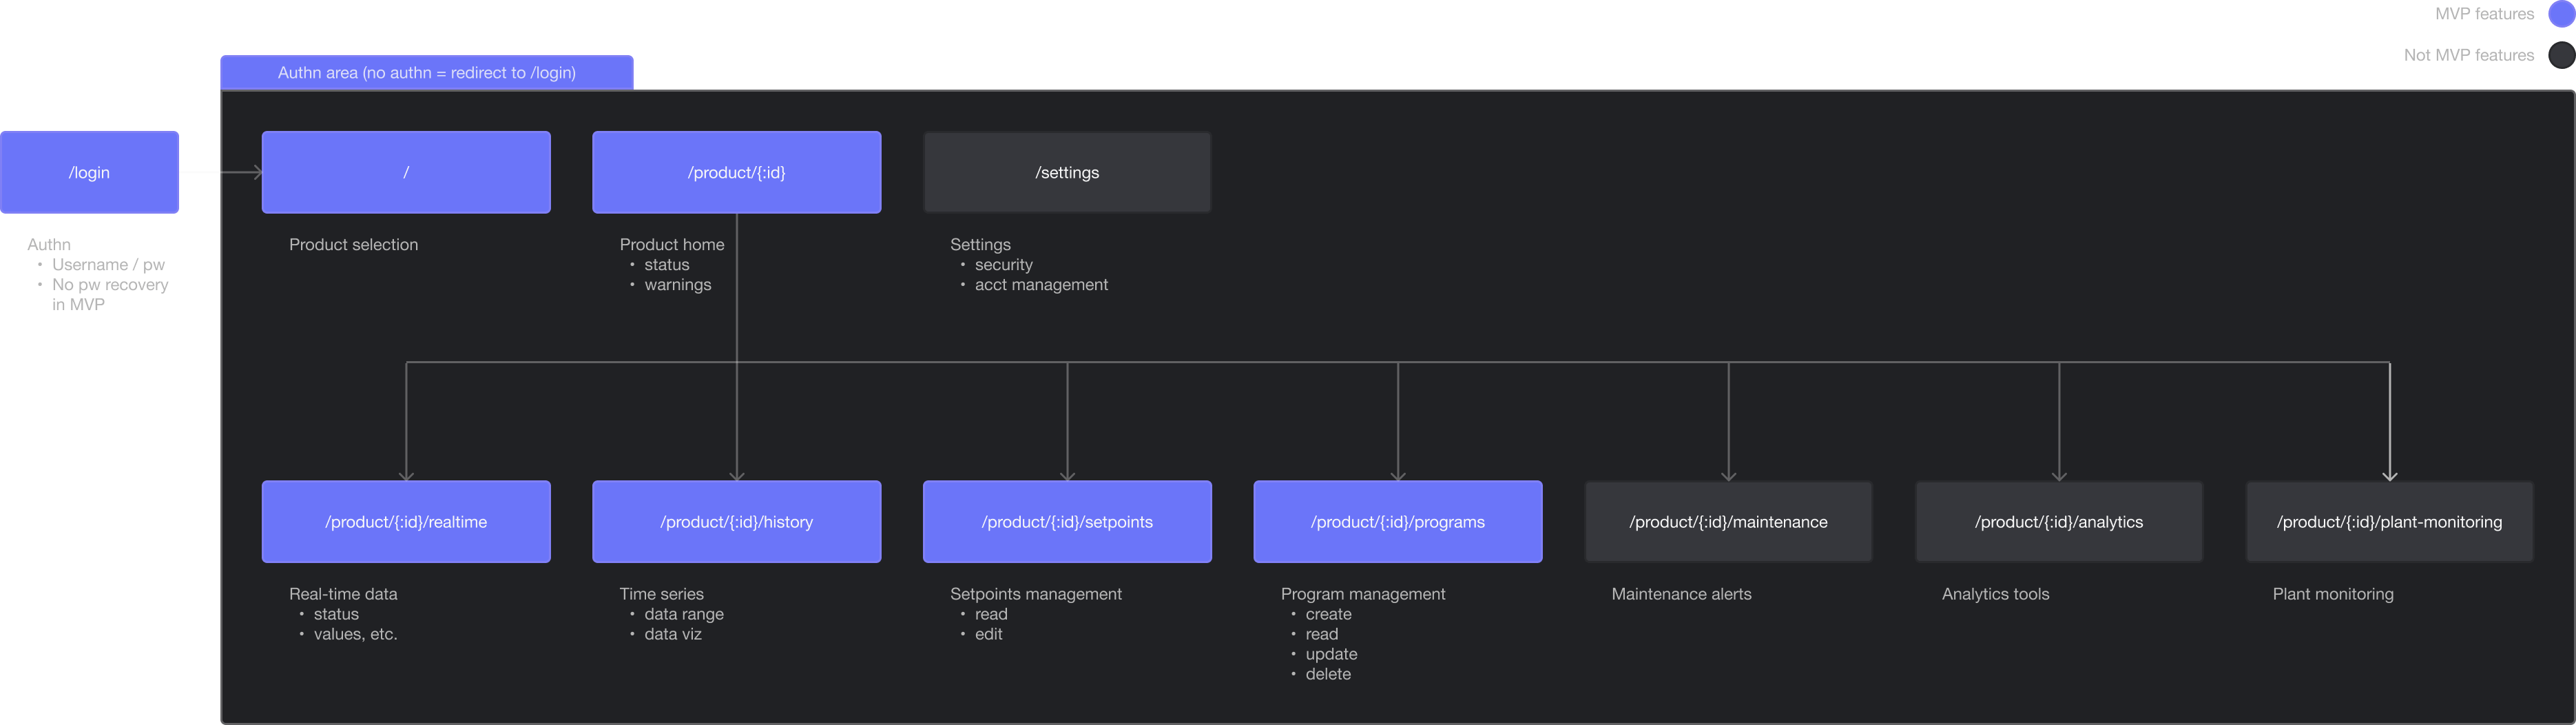 MVP features
Not MVP features
Authn area (no authn = redirect to /login)
/login
/
/product/{:id}
/settings
Authn
• Username / pw
• No pw recovery
in MVP
Product selection
Product home
• status
• warnings
Settings
• security
• acct management
/product/{:id}/realtime
/product/{:id}/history
/product/{:id}/setpoints
/product/{:id}/programs
/product/{:id}/maintenance
/product/{:id}/analytics
/product/{:id}/plant-monitoring
Real-time data
• status
• values, etc.
Time series
• data range
• data viz
Setpoints management
• read
• edit
Program management
• create
• read
• update
• delete
Maintenance alerts
Analytics tools
Plant monitoring